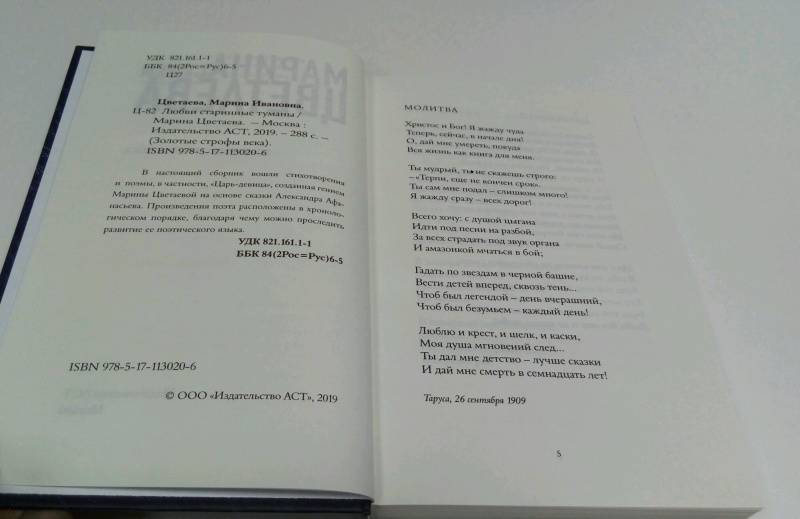 УДК 821.161.1-1
ББК 84(2Рос=Рус)6-5
Ц27
Цветаева, Марина Ивановна.
Ц-82 Любви старинные туманы /
Марина Цветаева. — Москва :
Издательство АСТ, 2019. – 288 с. —
(Золотые строфы века).
ISBN 978-5-17-113020-6
В настоящий сборник вошли стихотворения
и поэмы, в частности, «Царь-девица», созданная гением
Марины Цветаевой на основе сказки Александра Афа-
насьева. Произведения поэта расположены в хроноло-
гическом порядке, благодаря чему можно проследить
развитие ее поэтического языка.
УДК 821.161.1-1
ББК 84(2Рос=Рус)6-5
ISBN 978-5-17-113020-6
© ООО «Издательство АСТ», 2019
МАРИНА
ЦВЕТАЕВА
МОЛИТВА
Христос и Бог! Я жажду чуда
Теперь, сейчас, в начале дня!
О, дай мне умереть, покуда
Вся жизнь как книга для меня.
Ты мудрый, ты не скажешь строго:
–«Терпи, еще не кончен срок».
Ты сам мне подал – слишком много!
Я жажду сразу – всех дорог!
Всего хочу: с душой цыгана
Идти под песни на разбой,
За всех страдать под звук органа
И амазонкой мчаться в бой;
Гадать по звездам в черной башне,
Вести детей вперед, сквозь тень...
Чтоб был легендой – день вчерашний,
Чтоб был безумьем – каждый день!
Люблю и крест, и шелк, и каски,
Моя душа мгновений след...
Ты дал мне детство – лучше сказки
И дай мне смерть в семнадцать лет!
Таруса, 26 сентября 1909
5